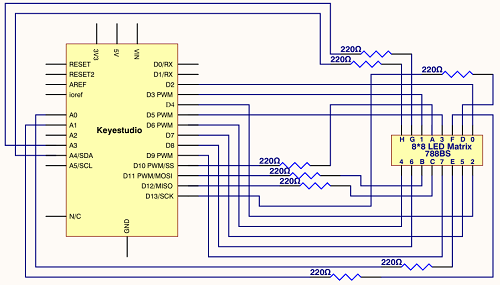 220Ω
220Ω
220Ω
3V3
5V
VIN
RESET
RESET2
AREF
ioref
A0
A1
A2
A3
A4/SDA
A5/SCL
N/C
GND
Keyestudio
D0/RX
D1/RX
D2
D3 PWM
D4
D5 PWM
D6 PWM
D7
D8
D9 PWM
D10 PWM/SS
D11 PWM/MOSI
D12/MISO
D13/SCK
H G 1 A 3 F D 0
8*8 LED Matrix
788BS
4 6 B C 7 E 5 2
220Ω
220Ω
220Ω
220Ω
220Ω